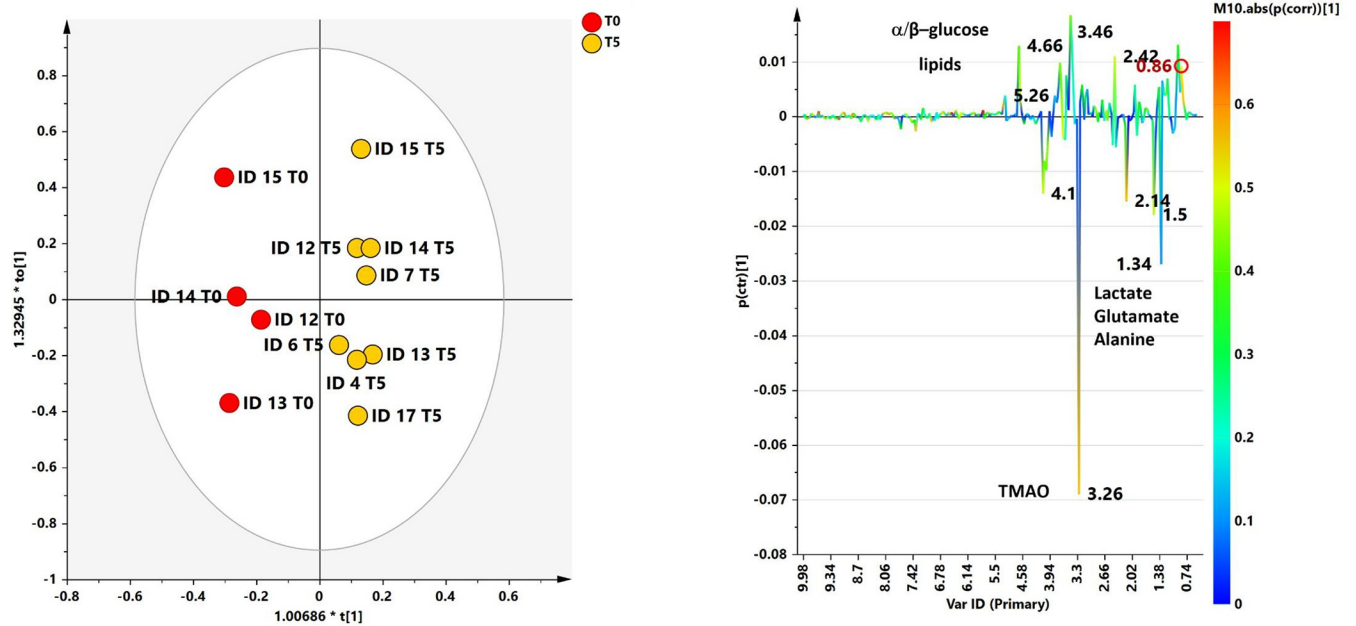 T0
T5
0.8
0.6
0.4
0.2
0
-0.2
-0.4
-0.6
-0.8
-1
1.32945 * to[1]
ID 15 T5
ID 15 T0
ID 12 T5
ID 14 T5
ID 7 T5
ID 14 T0
ID 12 T0
ID 6 T5
ID 13 T5
ID 4 T5
ID 13 T0
ID 17 T5
-0.8 -0.6 -0.4 -0.2 0 0.2 0.4 0.6
1.00686 * t[1]
M10.abs(p(corr))[1]
α/β–glucose
lipids
4.66
3.46
2.42
0.86
5.26
4.1
2.14
1.5
1.34
Lactate
Glutamate
Alanine
TMAO
3.26
0.01
0
-0.01
-0.02
-0.03
-0.04
-0.05
-0.06
-0.07
-0.08
p(ctr)[1]
9.98 9.34 8.7 8.06 7.42 6.78 6.14 5.5 4.58 3.94 3.3 2.66 2.02 1.38 0.74
Var ID (Primary)
0.6
0.5
0.4
0.3
0.2
0.1
0